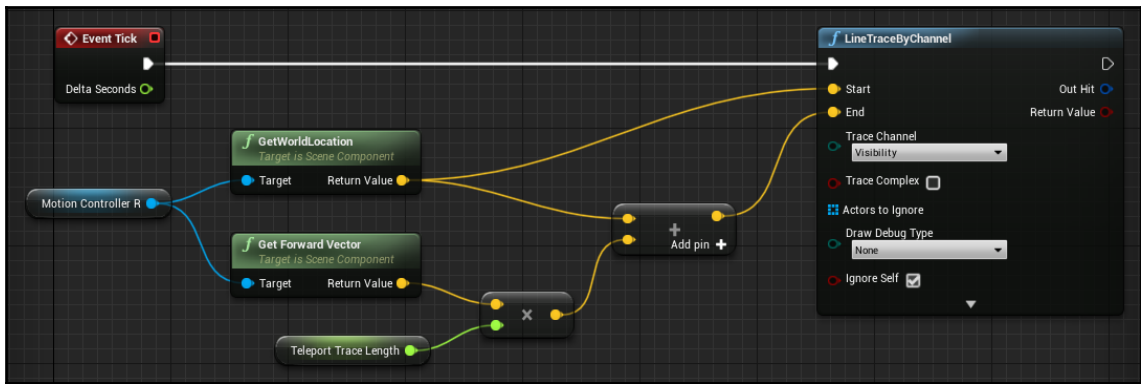 Event Tick
Delta Seconds
GetWorldLocation
Target is Scene Component
Target Return Value
Motion Controller R
Get Forward Vector
Target is Scene Component
Target Return Value
Teleport Trace Length
×
+
Add pin +
LineTraceByChannel
Start Out Hit
End Return Value
Trace Channel
Visibility
Trace Complex
Actors to Ignore
Draw Debug Type
None
Ignore Self